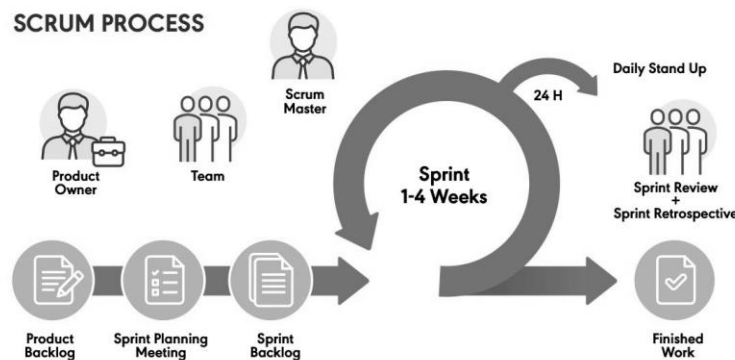 SCRUM PROCESS
Scrum
Master
Product
Owner
Team
Sprint
1-4 Weeks
24 H
Daily Stand Up
Sprint Review
+
Sprint Retrospective
Product
Backlog
Sprint Planning
Meeting
Sprint
Backlog
Finished
Work